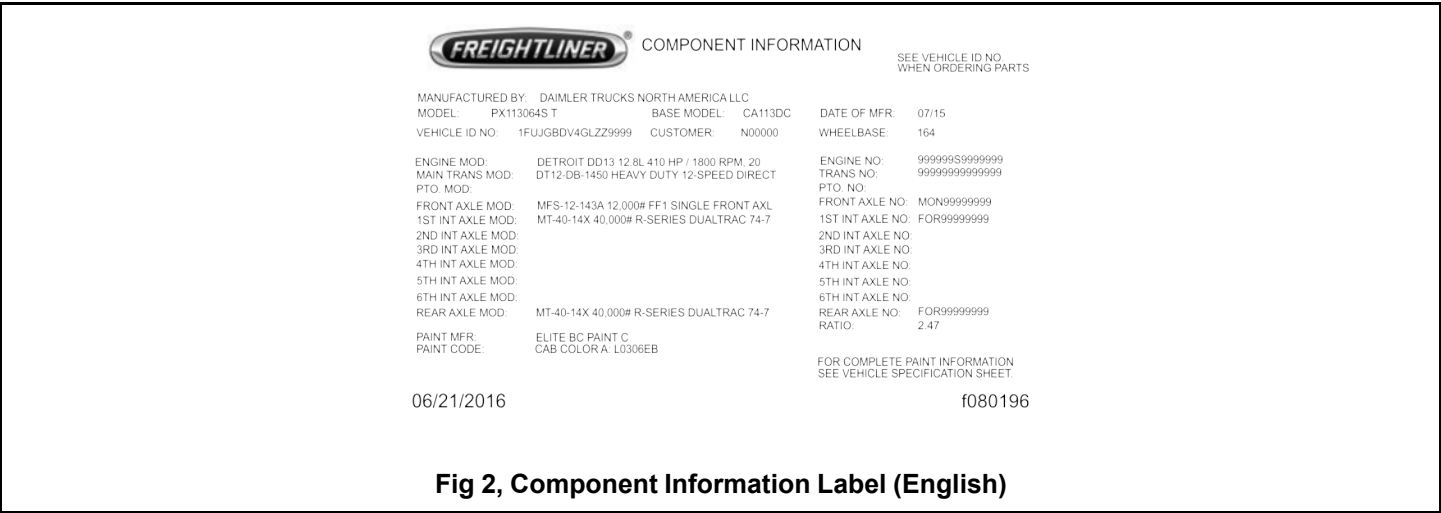 FREIGHTLINER® COMPONENT INFORMATION
SEE VEHICLE ID NO.
WHEN ORDERING PARTS
MANUFACTURED BY: DAIMLER TRUCKS NORTH AMERICA LLC
MODEL: PX113064S T BASE MODEL: CA113DC DATE OF MFR: 07/15
VEHICLE ID NO: 1FUJGBDV4GLZZ9999 CUSTOMER: N00000 WHEELBASE: 164
ENGINE MOD: DETROIT DD13 12.8L 410 HP / 1800 RPM, 20 ENGINE NO: 999999S9999999
MAIN TRANS MOD: DT12-DB-1450 HEAVY DUTY 12-SPEED DIRECT TRANS NO: 99999999999999
PTO. MOD: PTO. NO:
FRONT AXLE MOD: MFS-12-143A 12,000# FF1 SINGLE FRONT AXL FRONT AXLE NO: MON99999999
1ST INT AXLE MOD: MT-40-14X 40,000# R-SERIES DUALTRAC 74-7 1ST INT AXLE NO: FOR99999999
2ND INT AXLE MOD: 2ND INT AXLE NO:
3RD INT AXLE MOD: 3RD INT AXLE NO:
4TH INT AXLE MOD: 4TH INT AXLE NO:
5TH INT AXLE MOD: 5TH INT AXLE NO:
6TH INT AXLE MOD: 6TH INT AXLE NO:
REAR AXLE MOD: MT-40-14X 40,000# R-SERIES DUALTRAC 74-7 REAR AXLE NO: FOR99999999
RATIO: 2.47
PAINT MFR: ELITE BC PAINT C
PAINT CODE: CAB COLOR A: L0306EB
FOR COMPLETE PAINT INFORMATION
SEE VEHICLE SPECIFICATION SHEET.
06/21/2016 f080196
Fig 2, Component Information Label (English)